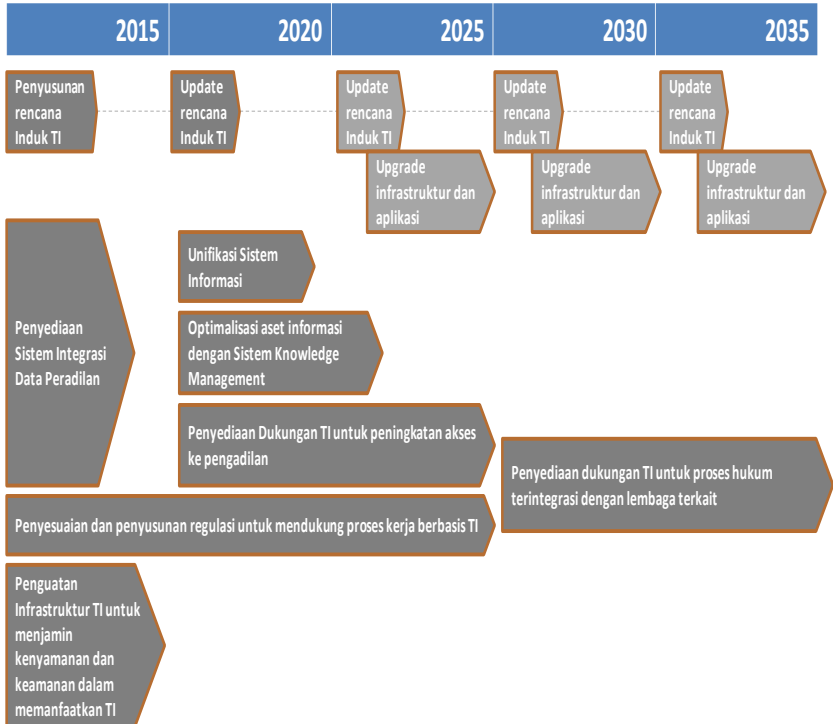 2015 2020 2025 2030 2035
Penyusunan
rencana
Induk TI
Update
rencana
Induk TI
Update
rencana
Induk TI
Update
rencana
Induk TI
Update
rencana
Induk TI
Upgrade
infrastruktur dan
aplikasi
Upgrade
infrastruktur dan
aplikasi
Upgrade
infrastruktur dan
aplikasi
Penyediaan
Sistem Integrasi
Data Peradilan
Unifikasi Sistem
Informasi
Optimalisasi aset informasi
dengan Sistem Knowledge
Management
Penyediaan Dukungan TI untuk peningkatan akses
ke pengadilan
Penyediaan dukungan TI untuk proses hukum
terintegrasi dengan lembaga terkait
Penyesuaian dan penyusunan regulasi untuk mendukung proses kerja berbasis TI
Penguatan
Infrastruktur TI untuk
menjamin
kenyamanan dan
keamanan dalam
memanfaatkan TI